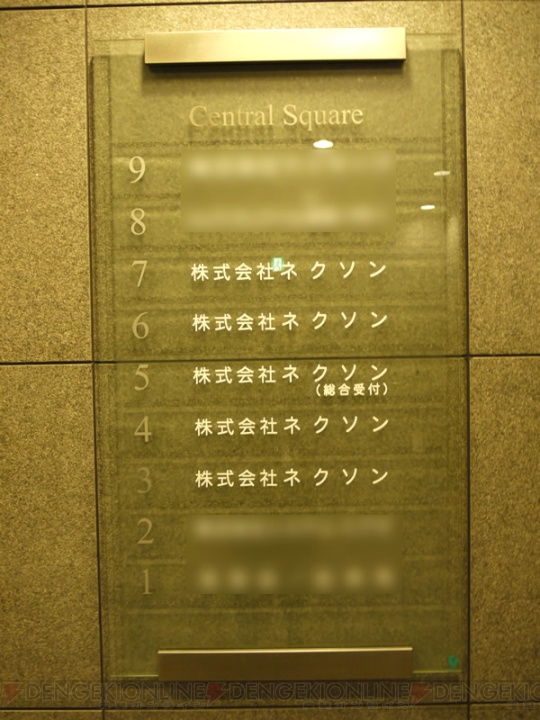 Central Square
9
8
7 株式会社ネクソン
6 株式会社ネクソン
5 株式会社ネクソン
(総合受付)
4 株式会社ネクソン
3 株式会社ネクソン
2
1
DENGEKIONLINE DENGEKIONLINE DENGEKIONLINE